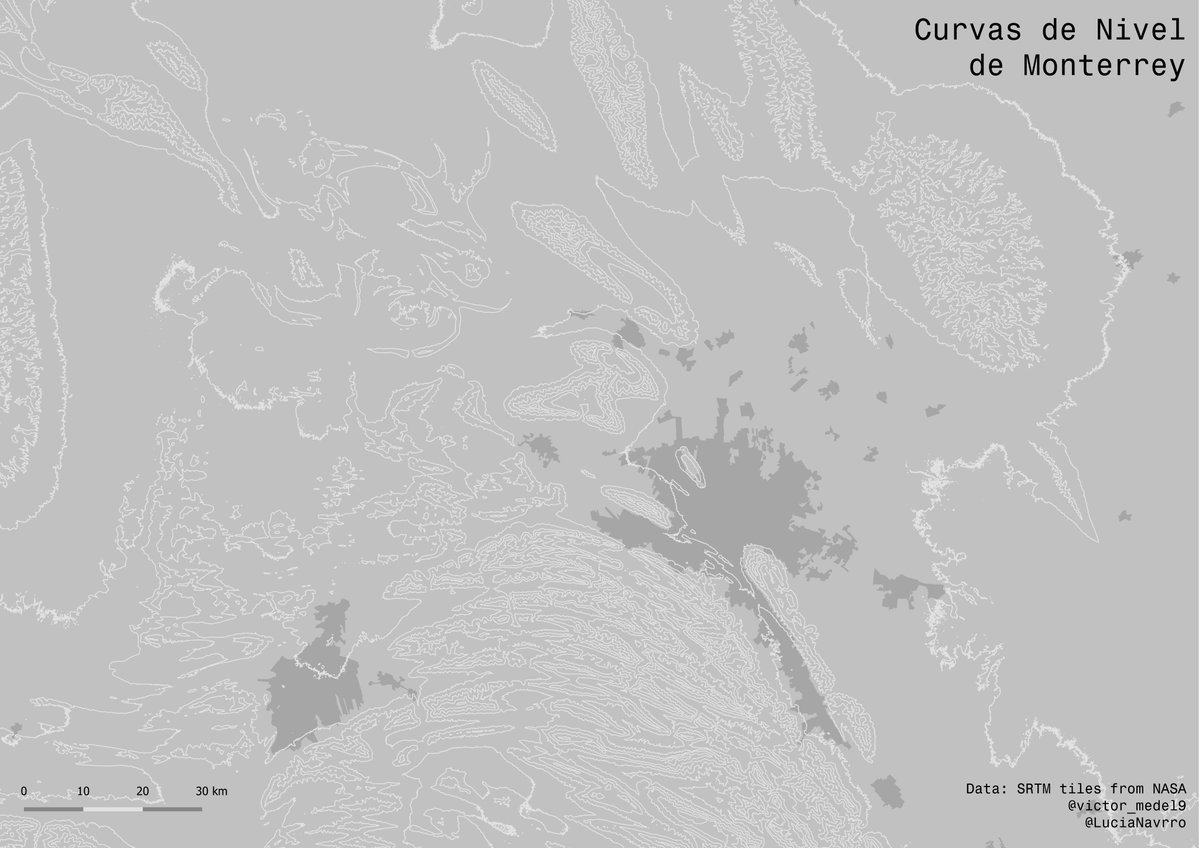 Curvas de Nivel
de Monterrey
0 10 20 30 km
Data: SRTM tiles from NASA
@victor_medel9
@LuciaNavrro